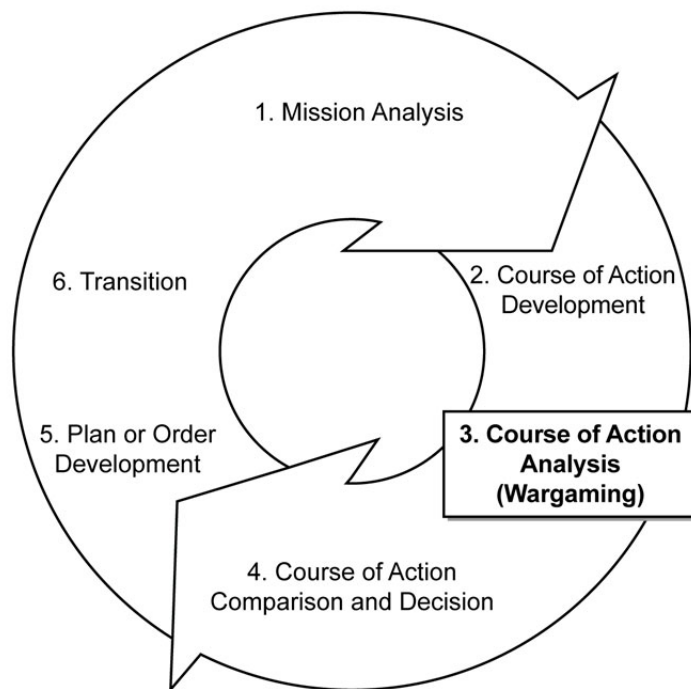 1. Mission Analysis
2. Course of Action
Development
3. Course of Action
Analysis
(Wargaming)
4. Course of Action
Comparison and Decision
5. Plan or Order
Development
6. Transition